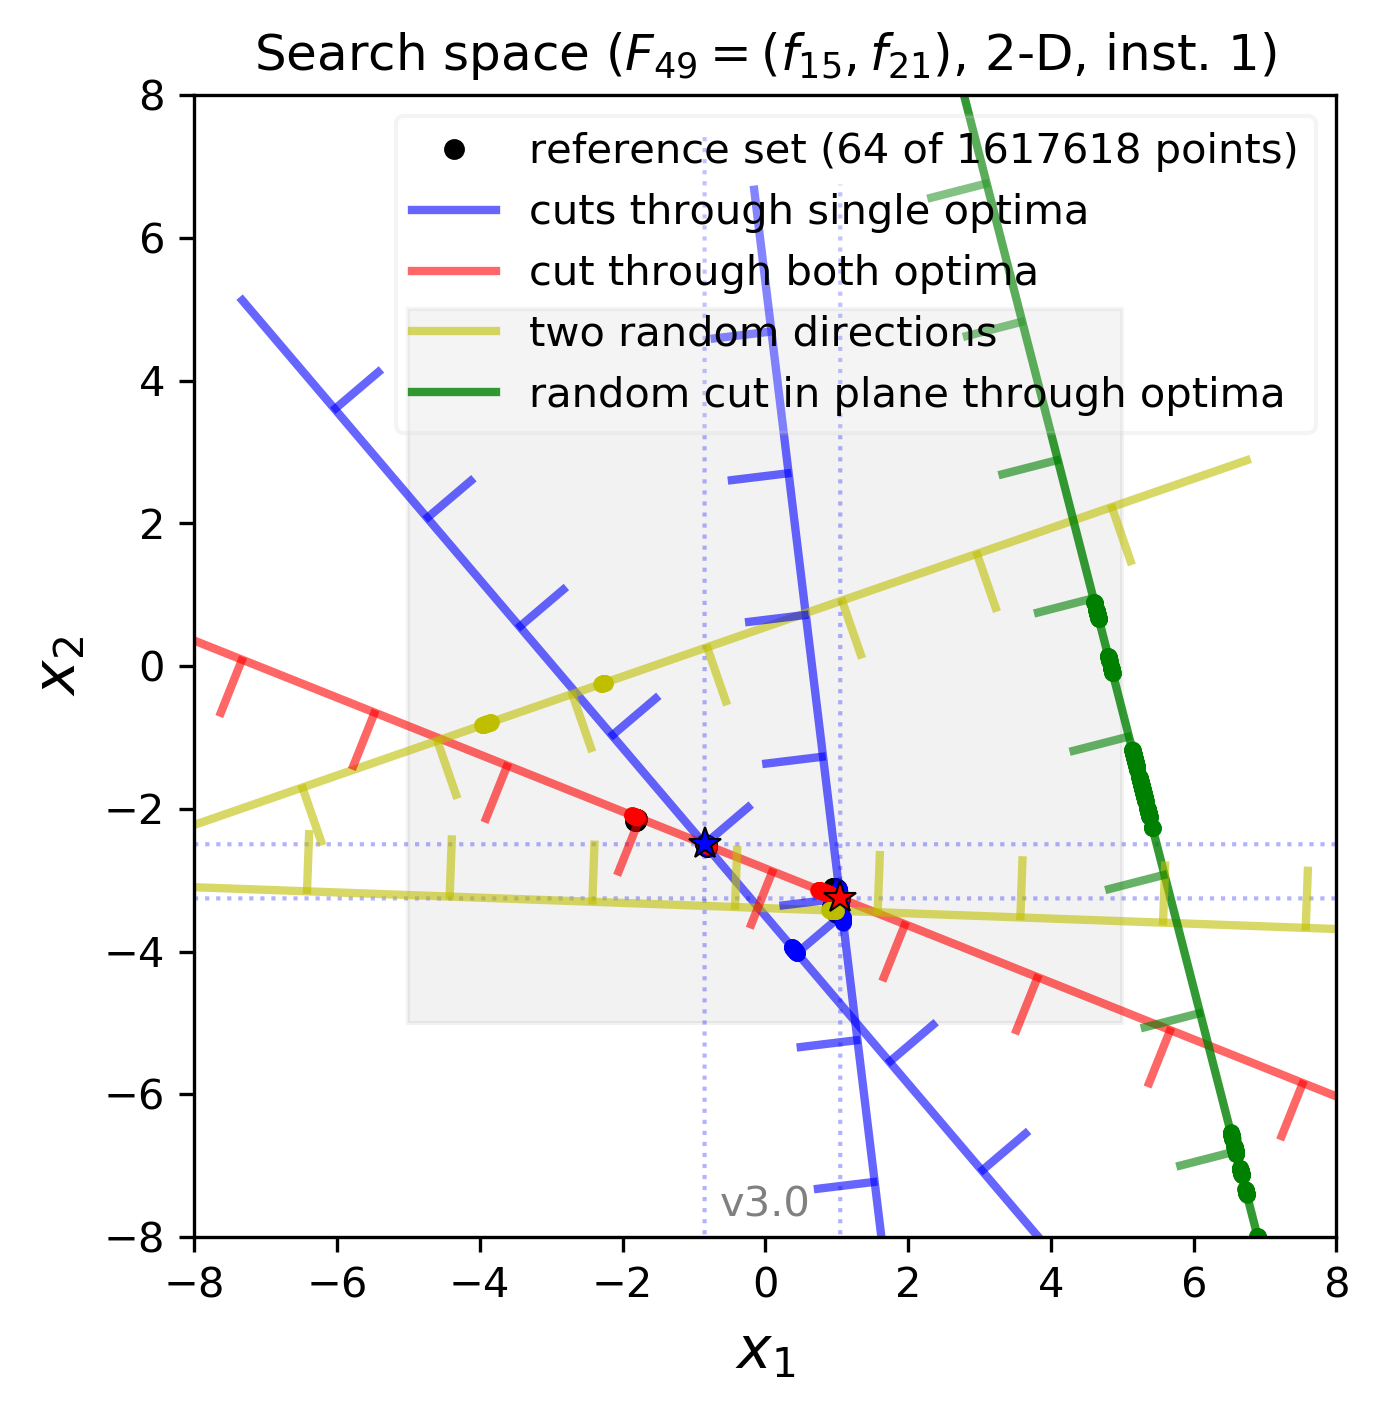 Search space (F₄₉ = (f₁₅, f₂₁), 2-D, inst. 1)
reference set (64 of 1617618 points)
cuts through single optima
cut through both optima
two random directions
random cut in plane through optima
8
6
4
2
0
−2
−4
−6
−8
x₂
v3.0
−8 −6 −4 −2 0 2 4 6 8
x₁